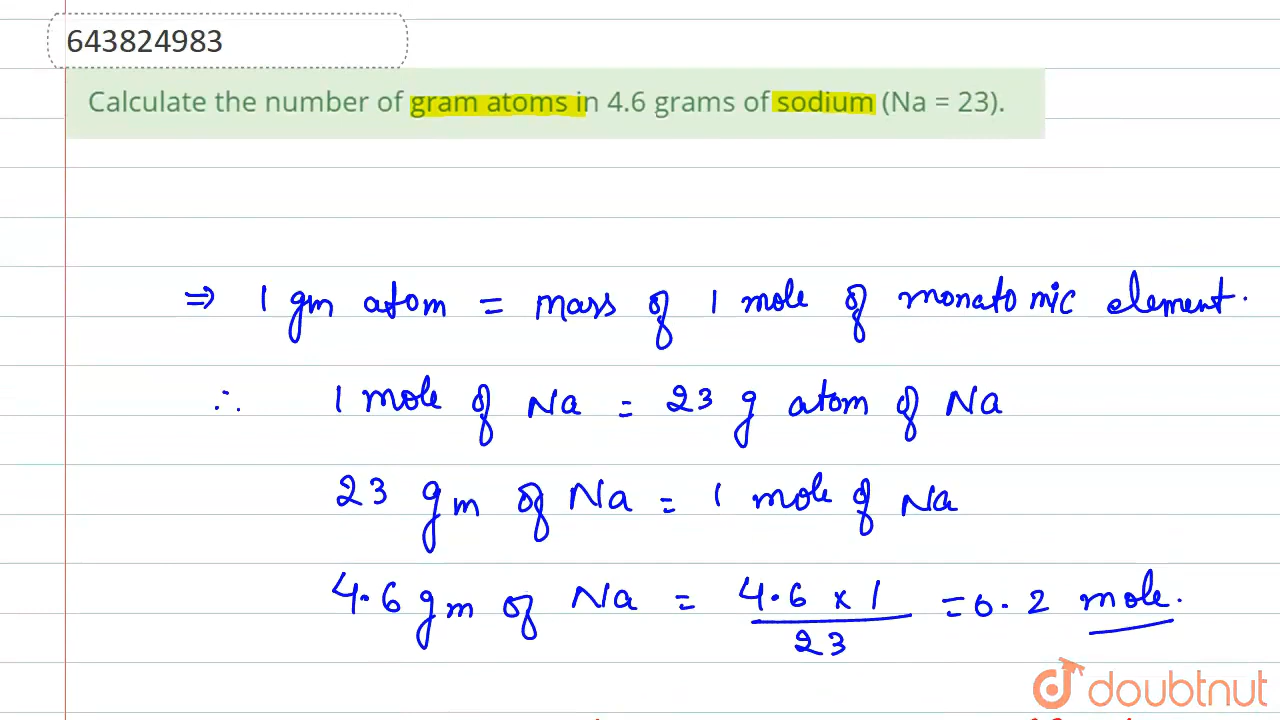 643824983
Calculate the number of gram atoms in 4.6 grams of sodium (Na = 23).
⇒ 1 gm atom = mass of 1 mole of monatomic element.
∴ 1 mole of Na = 23 g atom of Na
23 gm of Na = 1 mole of Na
4.6 gm of Na = 4.6 x 1 = 0.2 mole.
23
doubtnut